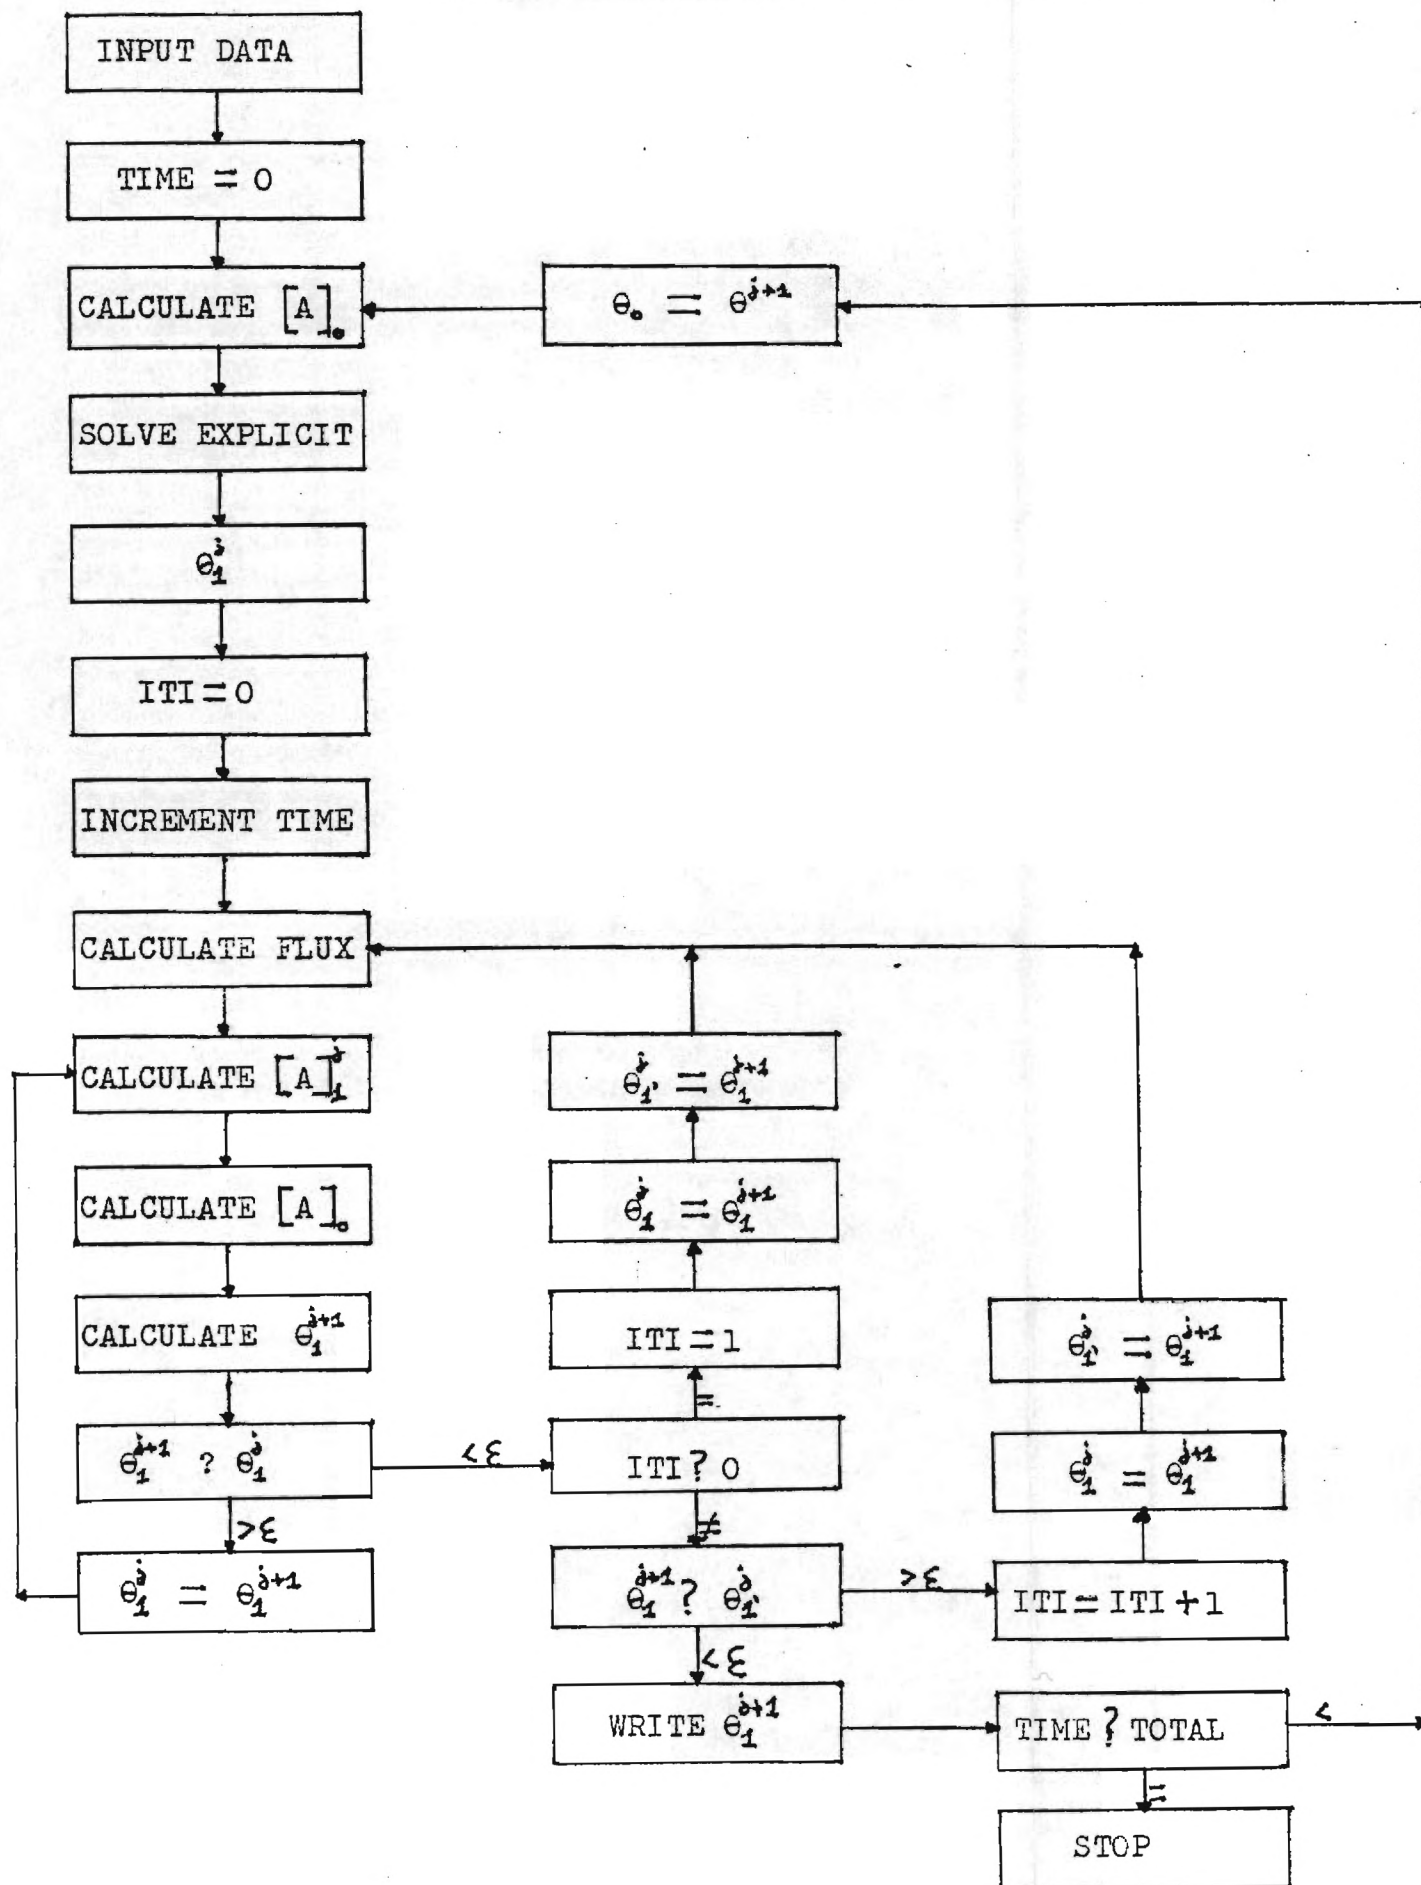 INPUT DATA
TIME = 0
CALCULATE [A]₀
θ₀ = θ^{j+1}
SOLVE EXPLICIT
θ₁^j
ITI = 0
INCREMENT TIME
CALCULATE FLUX
CALCULATE [A]₁^j
CALCULATE [A]₀
CALCULATE θ₁^{j+1}
θ₁^{j+1} ? θ₁^j
<ε
>ε
θ₁^j = θ₁^{j+1}
θ₁'^j = θ₁^{j+1}
θ₁^j = θ₁^{j+1}
ITI = 1
=
ITI ? 0
≠
θ₁^{j+1} ? θ₁'^j
>ε
<ε
WRITE θ₁^{j+1}
θ₁'^j = θ₁^{j+1}
θ₁^j = θ₁^{j+1}
ITI = ITI + 1
TIME ? TOTAL
<
=
STOP